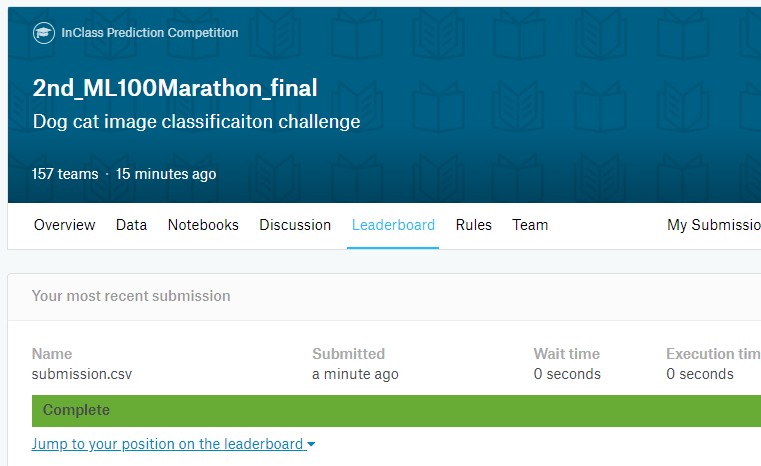 InClass Prediction Competition
2nd_ML100Marathon_final
Dog cat image classificaiton challenge
157 teams · 15 minutes ago
Overview Data Notebooks Discussion Leaderboard Rules Team My Submissio
Your most recent submission
Name Submitted Wait time Execution tim
submission.csv a minute ago 0 seconds 0 seconds
Complete
Jump to your position on the leaderboard